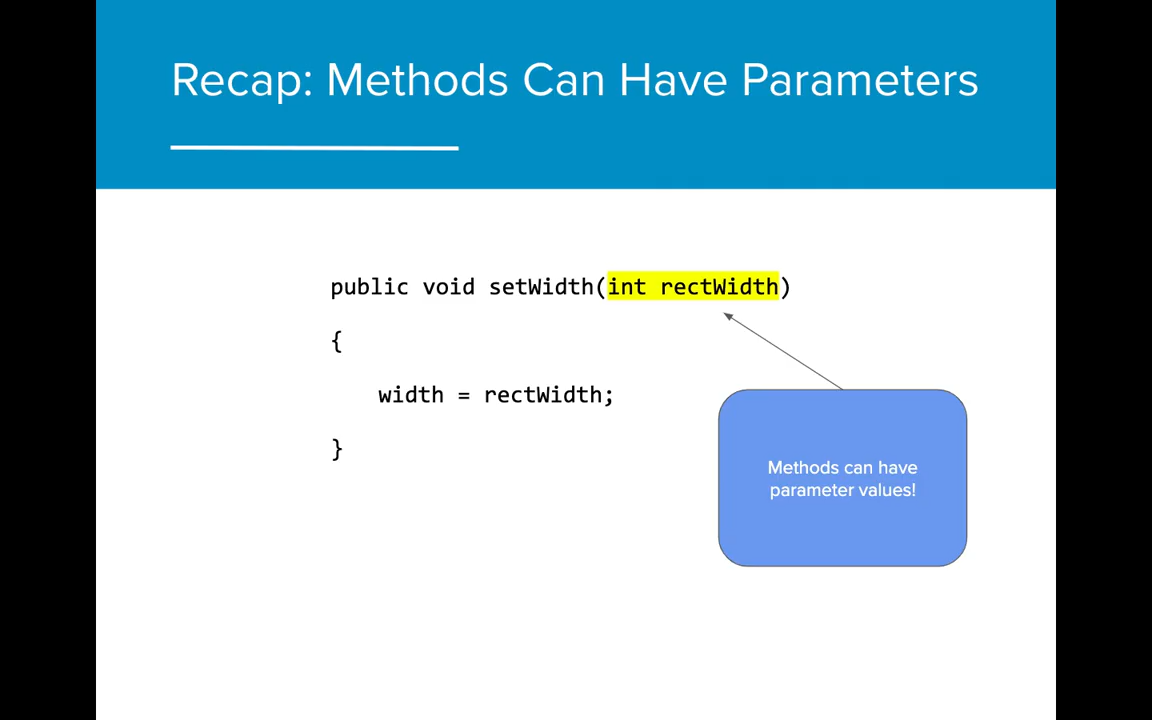 Recap: Methods Can Have Parameters
public void setWidth(int rectWidth)
{
width = rectWidth;
}
Methods can have
parameter values!